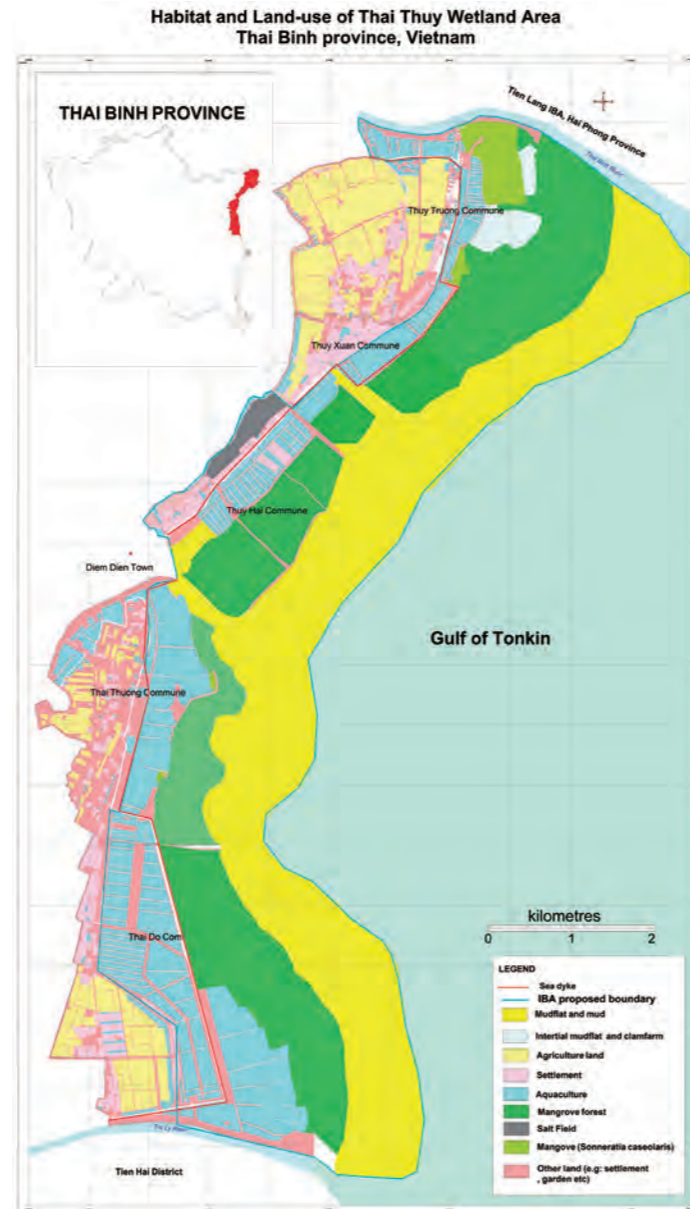 Habitat and Land-use of Thai Thuy Wetland Area
Thai Binh province, Vietnam
THAI BINH PROVINCE
Tien Lang IBA, Hai Phong Province
Thuy Truong Commune
Thuy Xuan Commune
Thuy Hai Commune
Diem Dien Town
Gulf of Tonkin
Thai Thuong Commune
Thai Do Com
kilometres
0 1 2
LEGEND
Sea dyke
IBA proposed boundary
Mudflat and mud
Intertial mudflat and clamfarm
Agriculture land
Settlement
Aquaculture
Mangrove forest
Salt Field
Mangove (Sonneratia caseolaris)
Other land (e.g: settlement
, garden etc)
Tien Hai District